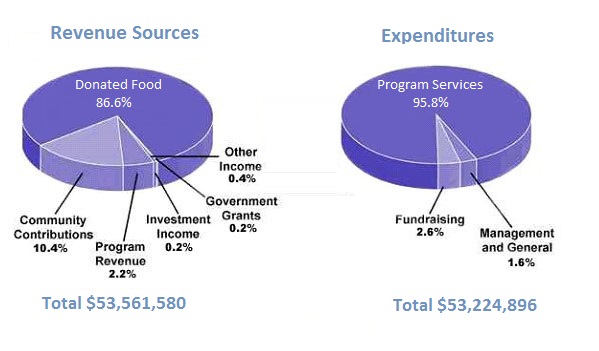 Revenue Sources
Donated Food
86.6%
Other
Income
0.4%
Government
Grants
0.2%
Investment
Income
0.2%
Program
Revenue
2.2%
Community
Contributions
10.4%
Total $53,561,580
Expenditures
Program Services
95.8%
Fundraising
2.6%
Management
and General
1.6%
Total $53,224,896